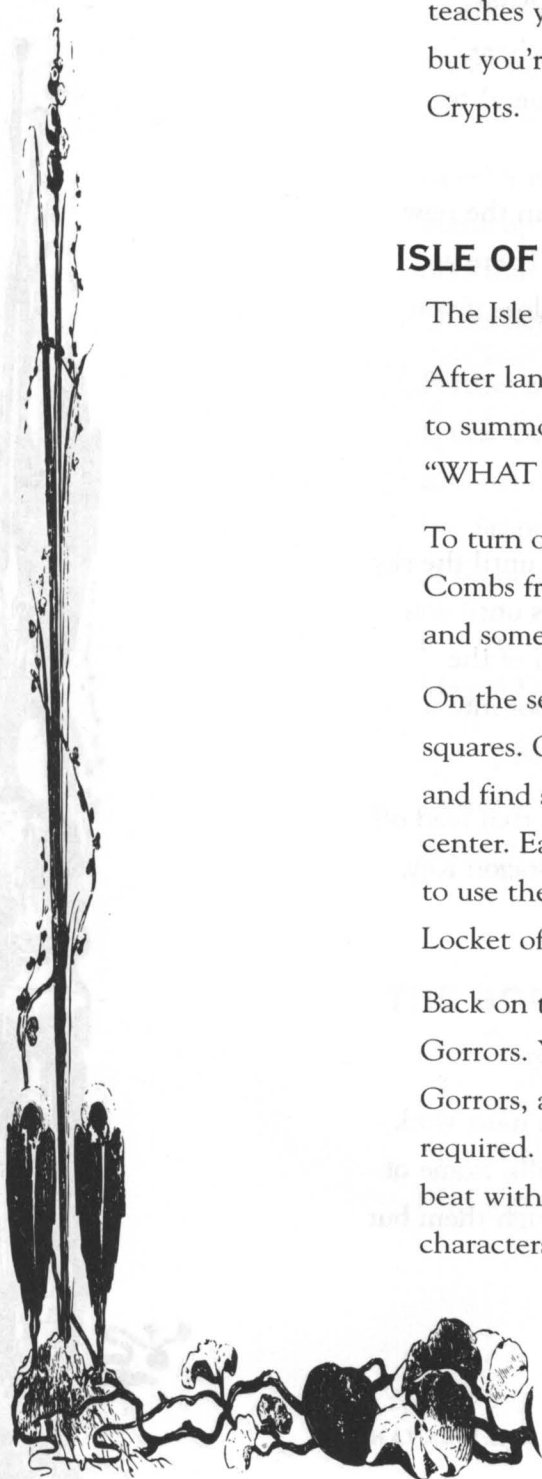 teaches y
but you'r
Crypts.
ISLE OF
The Isle
After lan
to summo
“WHAT
To turn o
Combs fr
and some
On the se
squares. C
and find s
center. Ea
to use the
Locket of
Back on t
Gorrors. Y
Gorrors, a
required.
beat with
characters